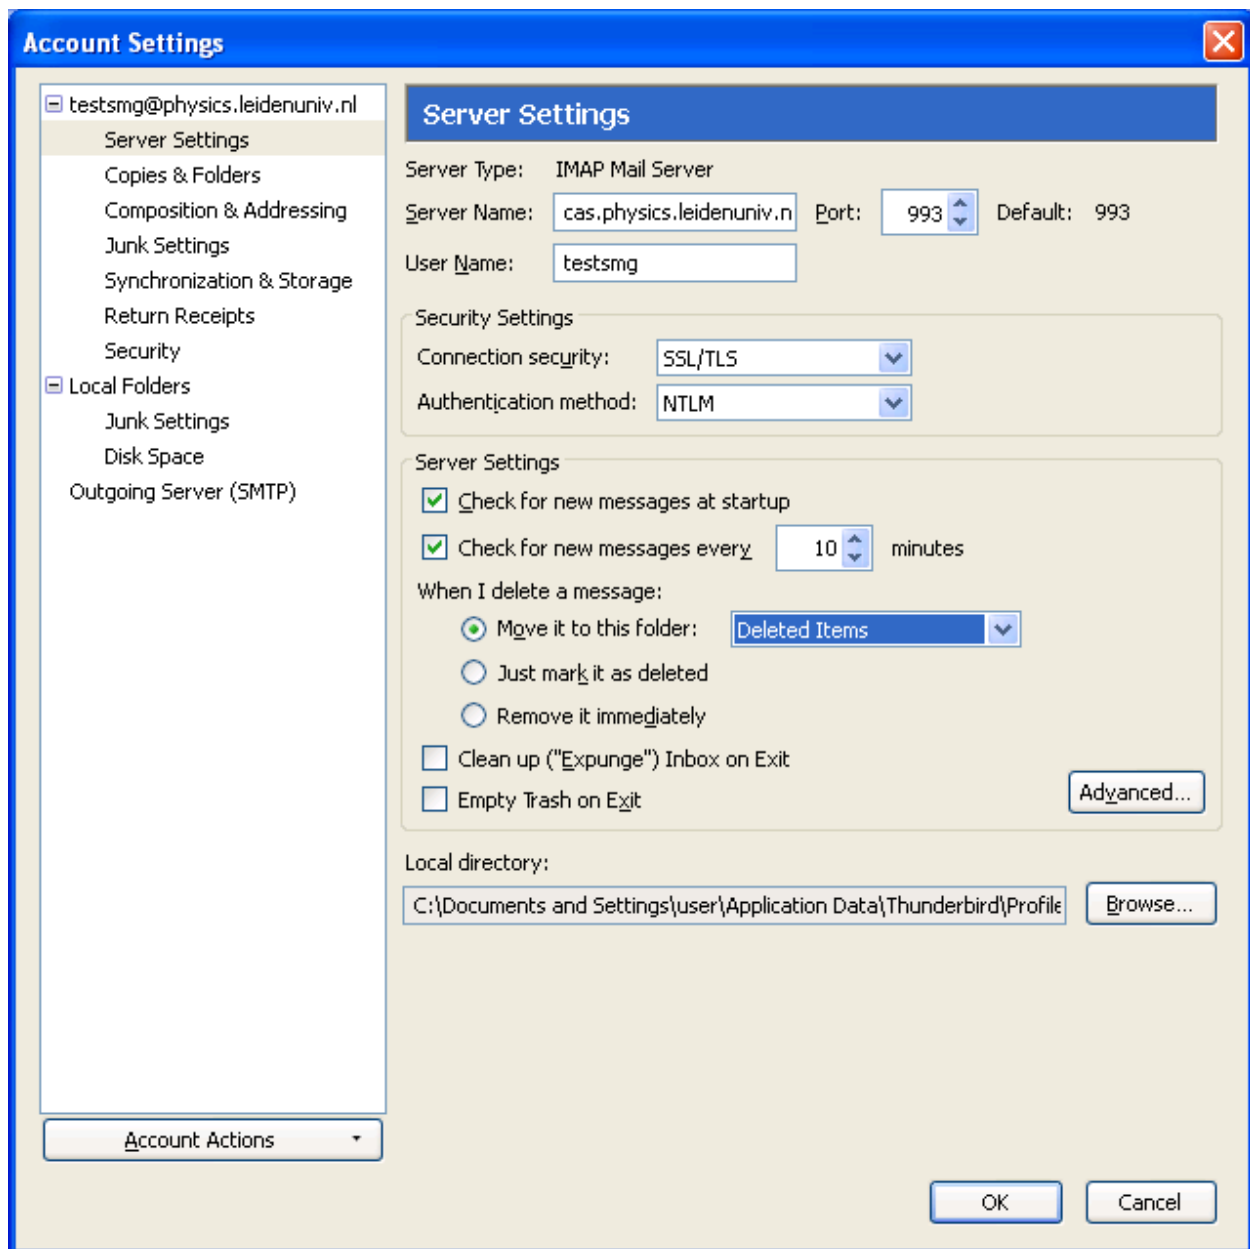 Account Settings
testsmg@physics.leidenuniv.nl
Server Settings
Copies & Folders
Composition & Addressing
Junk Settings
Synchronization & Storage
Return Receipts
Security
Local Folders
Junk Settings
Disk Space
Outgoing Server (SMTP)
Account Actions
Server Settings
Server Type: IMAP Mail Server
Server Name: cas.physics.leidenuniv.n Port: 993 Default: 993
User Name: testsmg
Security Settings
Connection security: SSL/TLS
Authentication method: NTLM
Server Settings
Check for new messages at startup
Check for new messages every 10 minutes
When I delete a message:
Move it to this folder: Deleted Items
Just mark it as deleted
Remove it immediately
Clean up ("Expunge") Inbox on Exit
Empty Trash on Exit
Advanced...
Local directory:
C:\Documents and Settings\user\Application Data\Thunderbird\Profile Browse...
OK Cancel